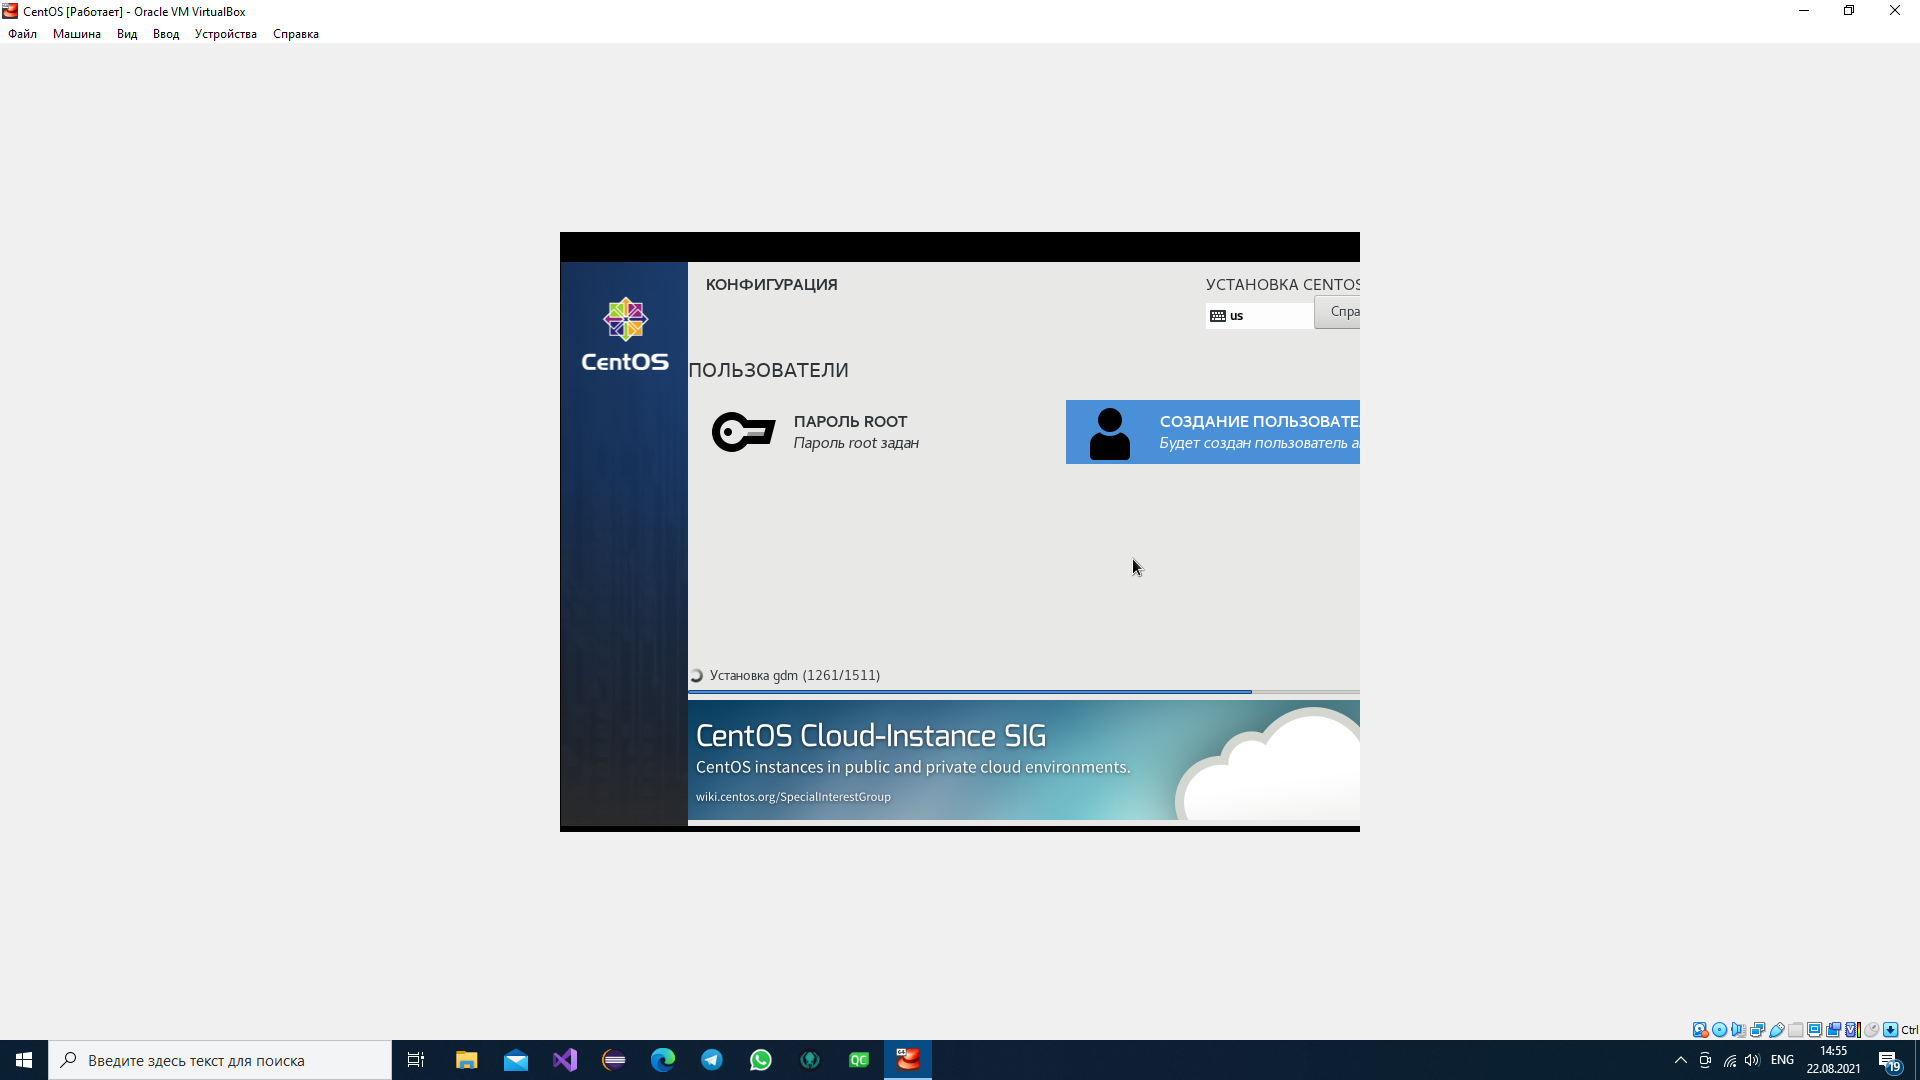 CentOS [Работает] - Oracle VM VirtualBox
Файл Машина Вид Ввод Устройства Справка
КОНФИГУРАЦИЯ
УСТАНОВКА CENTOS
us
Спра
CentOS
ПОЛЬЗОВАТЕЛИ
ПАРОЛЬ ROOT
Пароль root задан
СОЗДАНИЕ ПОЛЬЗОВАТЕ
Будет создан пользователь a
Установка gdm (1261/1511)
CentOS Cloud-Instance SIG
CentOS instances in public and private cloud environments.
wiki.centos.org/SpecialInterestGroup
Ctrl
Введите здесь текст для поиска
QC
ENG
14:55
22.08.2021
19